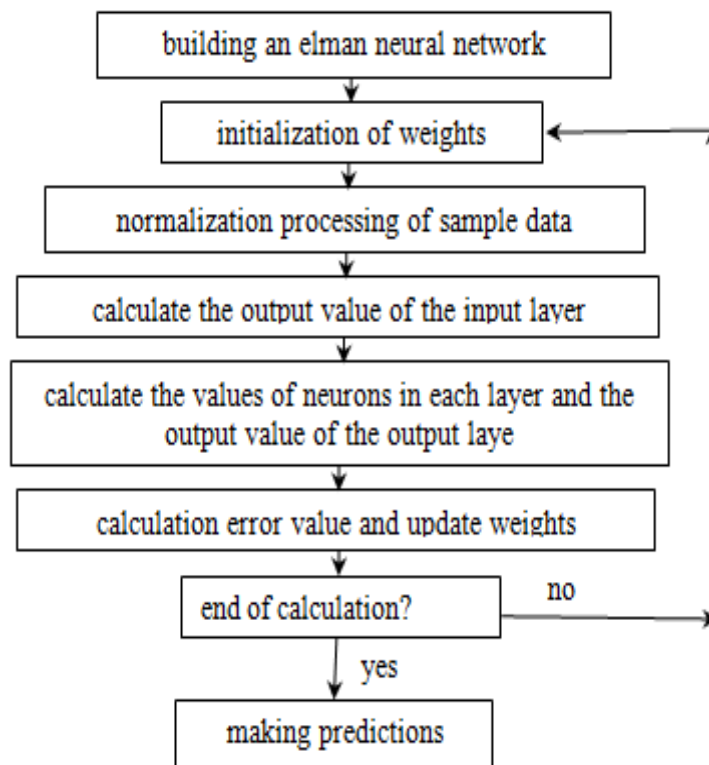 building an elman neural network
initialization of weights
normalization processing of sample data
calculate the output value of the input layer
calculate the values of neurons in each layer and the
output value of the output laye
calculation error value and update weights
end of calculation?
no
yes
making predictions